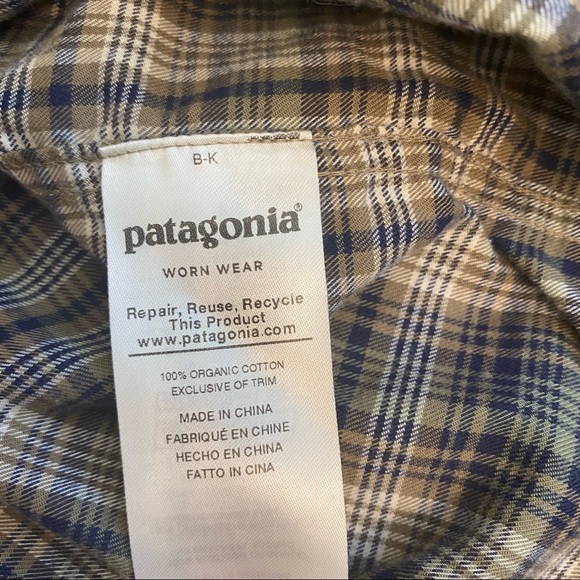 B-K
patagonia®
WORN WEAR
Repair, Reuse, Recycle
This Product
www.patagonia.com
100% ORGANIC COTTON
EXCLUSIVE OF TRIM
MADE IN CHINA
FABRIQUÉ EN CHINE
HECHO EN CHINA
FATTO IN CINA